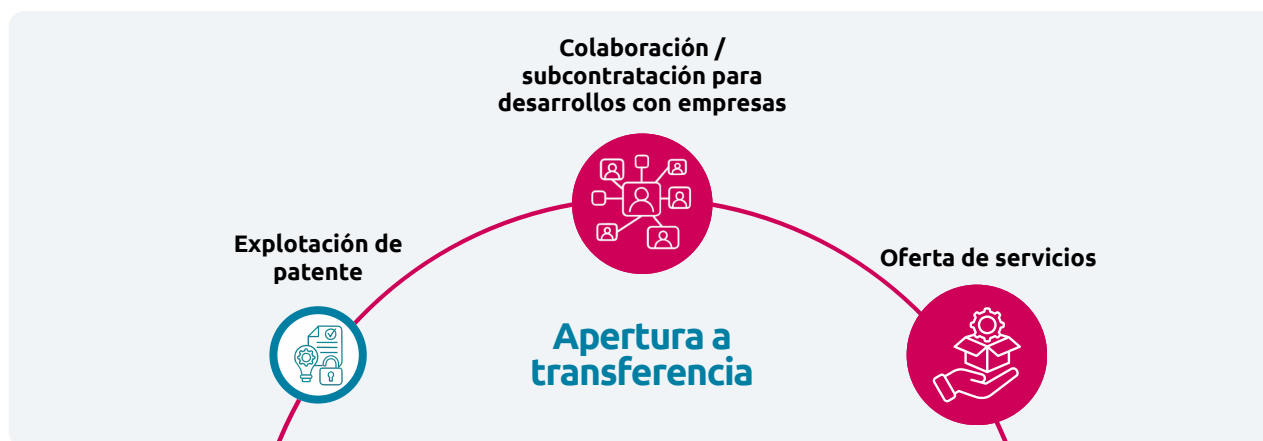 Colaboración /
subcontratación para
desarrollos con empresas
Explotación de
patente
Oferta de servicios
Apertura a
transferencia